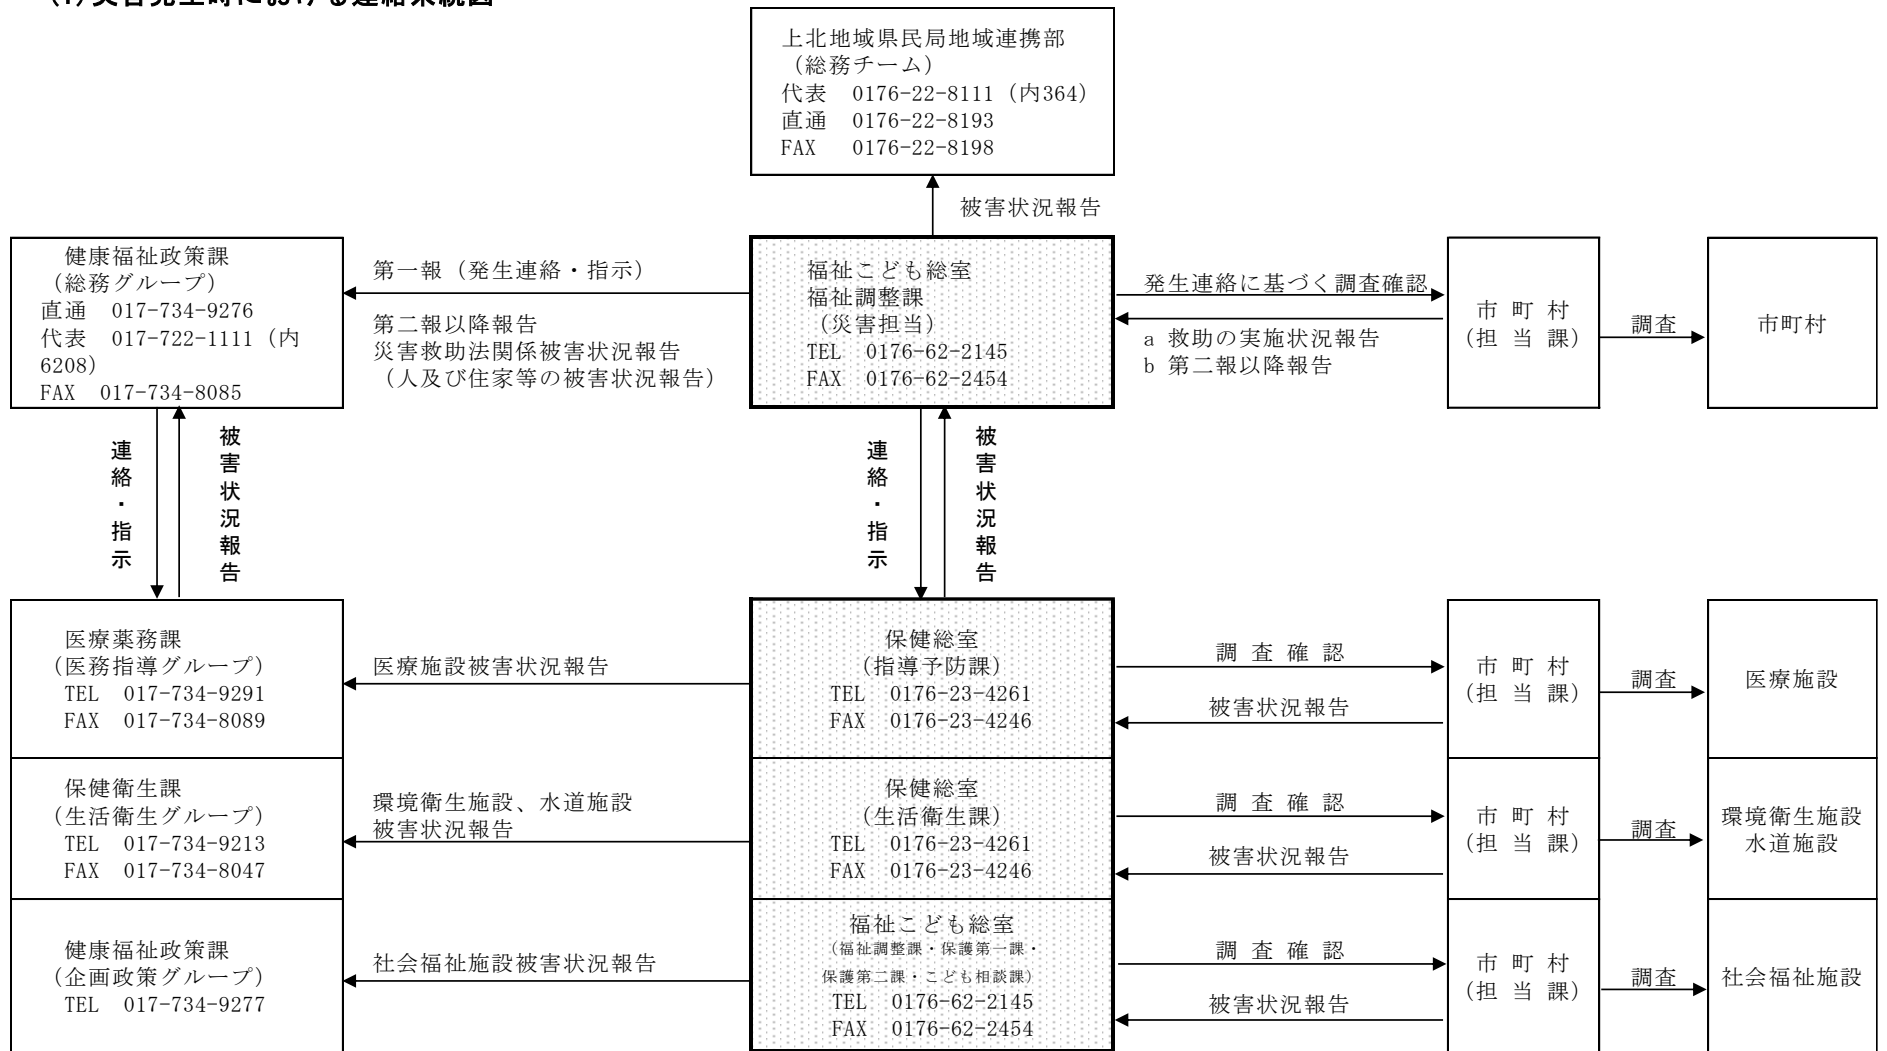 (1)災害発生時における連絡系統図
上北地域県民局地域連携部
（総務チーム）
代表　0176-22-8111（内364）
直通　0176-22-8193
FAX　0176-22-8198
被害状況報告
健康福祉政策課
（総務グループ）
直通　017-734-9276
代表　017-722-1111（内
6208）
FAX　017-734-8085
第一報（発生連絡・指示）
第二報以降報告
災害救助法関係被害状況報告
（人及び住家等の被害状況報告）
福祉こども総室
福祉調整課
（災害担当）
TEL　0176-62-2145
FAX　0176-62-2454
発生連絡に基づく調査確認
a 救助の実施状況報告
b 第二報以降報告
市 町 村
(担 当 課)
調査
市町村
連絡・指示
被害状況報告
連絡・指示
被害状況報告
医療薬務課
(医務指導グループ)
TEL　017-734-9291
FAX　017-734-8089
医療施設被害状況報告
保健総室
(指導予防課)
TEL　0176-23-4261
FAX　0176-23-4246
調 査 確 認
被害状況報告
市 町 村
(担 当 課)
調査
医療施設
保健衛生課
(生活衛生グループ)
TEL　017-734-9213
FAX　017-734-8047
環境衛生施設、水道施設
被害状況報告
保健総室
(生活衛生課)
TEL　0176-23-4261
FAX　0176-23-4246
調 査 確 認
被害状況報告
市 町 村
(担 当 課)
調査
環境衛生施設
水道施設
健康福祉政策課
(企画政策グループ)
TEL　017-734-9277
社会福祉施設被害状況報告
福祉こども総室
(福祉調整課・保護第一課・
保護第二課・こども相談課)
TEL　0176-62-2145
FAX　0176-62-2454
調 査 確 認
被害状況報告
市 町 村
(担 当 課)
調査
社会福祉施設